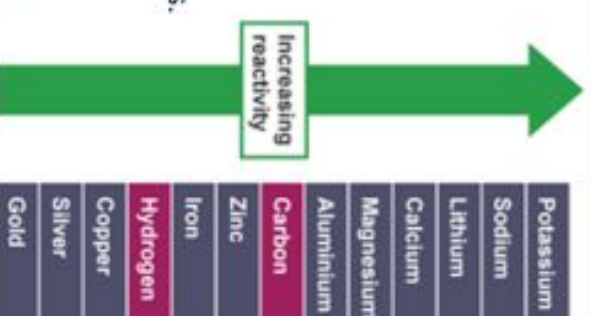 Increasing
reactivity
Potassium
Sodium
Lithium
Calcium
Magnesium
Aluminium
Carbon
Zinc
Iron
Hydrogen
Copper
Silver
Gold